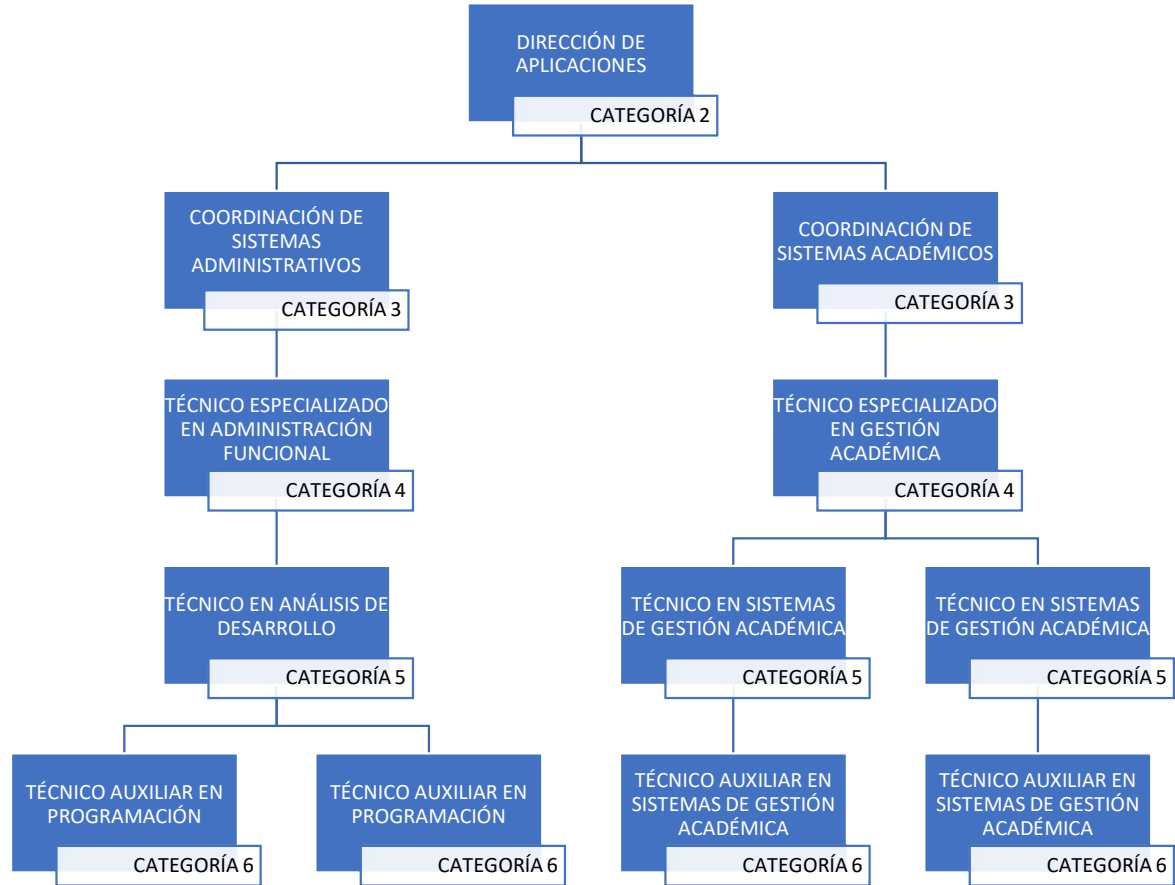 DIRECCIÓN DE
APLICACIONES
CATEGORÍA 2
COORDINACIÓN DE
SISTEMAS
ADMINISTRATIVOS
CATEGORÍA 3
COORDINACIÓN DE
SISTEMAS ACADÉMICOS
CATEGORÍA 3
TÉCNICO ESPECIALIZADO
EN ADMINISTRACIÓN
FUNCIONAL
CATEGORÍA 4
TÉCNICO ESPECIALIZADO
EN GESTIÓN
ACADÉMICA
CATEGORÍA 4
TÉCNICO EN ANÁLISIS DE
DESARROLLO
CATEGORÍA 5
TÉCNICO EN SISTEMAS
DE GESTIÓN ACADÉMICA
CATEGORÍA 5
TÉCNICO EN SISTEMAS
DE GESTIÓN ACADÉMICA
CATEGORÍA 5
TÉCNICO AUXILIAR EN
PROGRAMACIÓN
CATEGORÍA 6
TÉCNICO AUXILIAR EN
PROGRAMACIÓN
CATEGORÍA 6
TÉCNICO AUXILIAR EN
SISTEMAS DE GESTIÓN
ACADÉMICA
CATEGORÍA 6
TÉCNICO AUXILIAR EN
SISTEMAS DE GESTIÓN
ACADÉMICA
CATEGORÍA 6